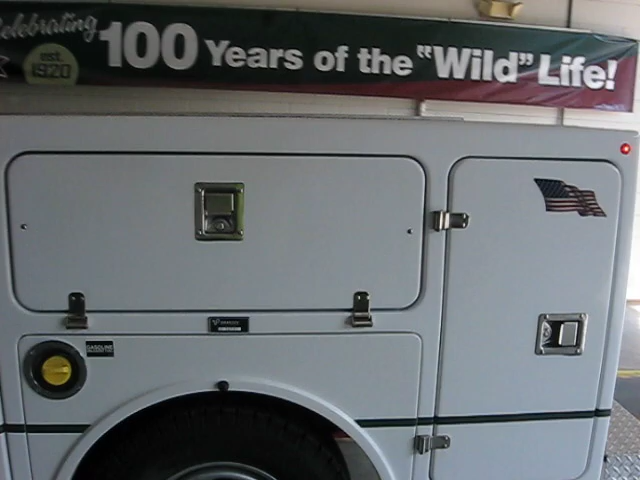 Celebrating
est.
1920
100 Years of the "Wild" Life!
GASOLINE